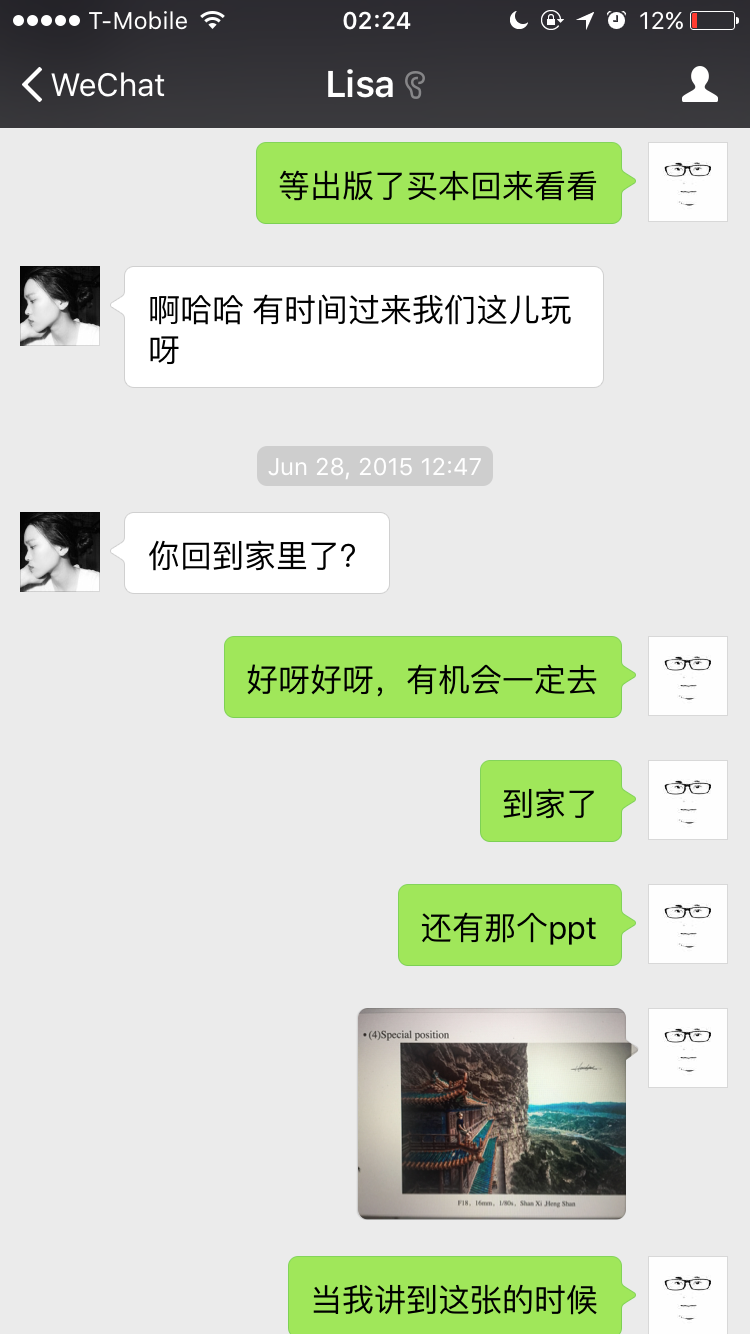 T-Mobile 02:24 12%
WeChat Lisa
等出版了买本回来看看
啊哈哈 有时间过来我们这儿玩
呀
Jun 28, 2015 12:47
你回到家里了?
好呀好呀，有机会一定去
到家了
还有那个ppt
• (4)Special position
F18、16mm、1/80s、Shan Xi ,Heng Shan
当我讲到这张的时候